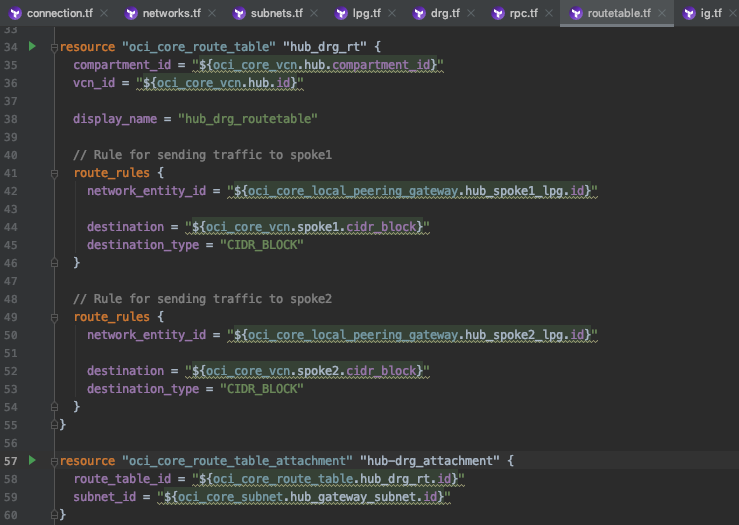 connection.tf networks.tf subnets.tf lpg.tf drg.tf rpc.tf routetable.tf ig.tf
33
34 resource "oci_core_route_table" "hub_drg_rt" {
35 compartment_id = "${oci_core_vcn.hub.compartment_id}"
36 vcn_id = "${oci_core_vcn.hub.id}"
37
38 display_name = "hub_drg_routetable"
39
40 // Rule for sending traffic to spoke1
41 route_rules {
42 network_entity_id = "${oci_core_local_peering_gateway.hub_spoke1_lpg.id}"
43
44 destination = "${oci_core_vcn.spoke1.cidr_block}"
45 destination_type = "CIDR_BLOCK"
46 }
47
48 // Rule for sending traffic to spoke2
49 route_rules {
50 network_entity_id = "${oci_core_local_peering_gateway.hub_spoke2_lpg.id}"
51
52 destination = "${oci_core_vcn.spoke2.cidr_block}"
53 destination_type = "CIDR_BLOCK"
54 }
55 }
56
57 resource "oci_core_route_table_attachment" "hub-drg_attachment" {
58 route_table_id = "${oci_core_route_table.hub_drg_rt.id}"
59 subnet_id = "${oci_core_subnet.hub_gateway_subnet.id}"
60 }